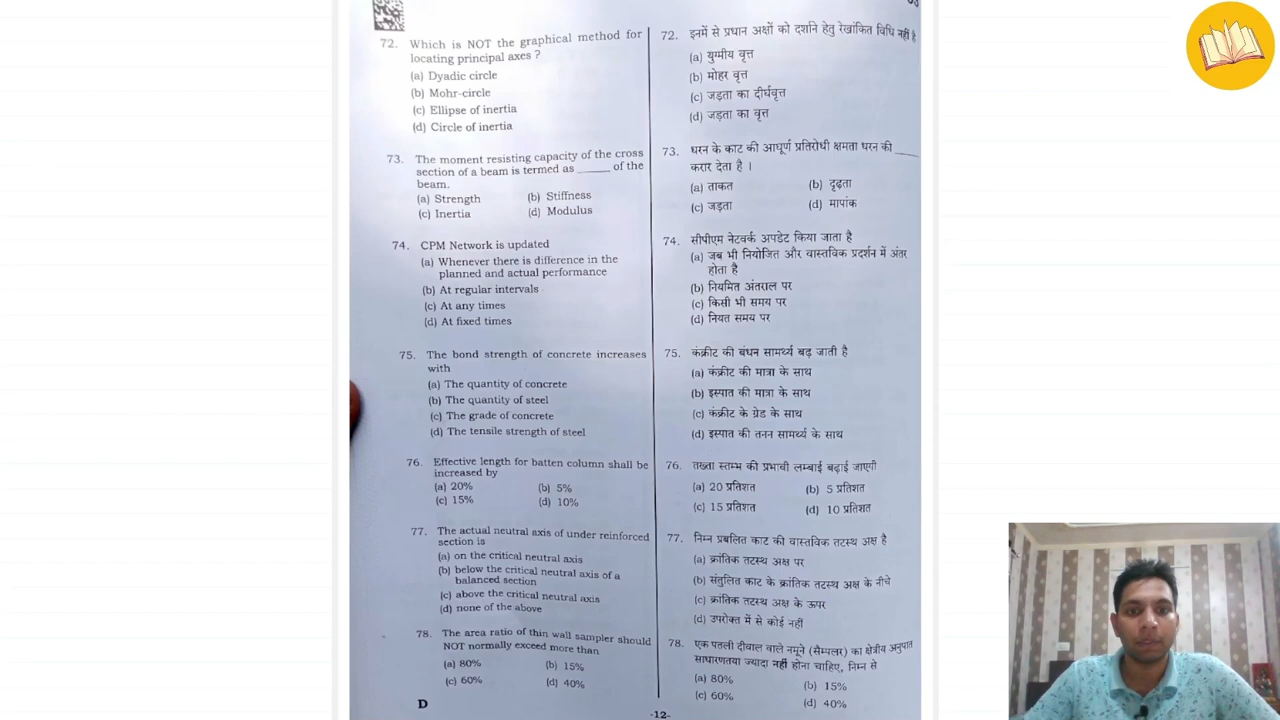 72. Which is NOT the graphical method for
locating principal axes ?
(a) Dyadic circle
(b) Mohr-circle
(c) Ellipse of inertia
(d) Circle of inertia
73. The moment resisting capacity of the cross
section of a beam is termed as ______ of the
beam.
(a) Strength (b) Stiffness
(c) Inertia (d) Modulus
74. CPM Network is updated
(a) Whenever there is difference in the
planned and actual performance
(b) At regular intervals
(c) At any times
(d) At fixed times
75. The bond strength of concrete increases
with
(a) The quantity of concrete
(b) The quantity of steel
(c) The grade of concrete
(d) The tensile strength of steel
76. Effective length for batten column shall be
increased by
(a) 20% (b) 5%
(c) 15% (d) 10%
77. The actual neutral axis of under reinforced
section is
(a) on the critical neutral axis
(b) below the critical neutral axis of a
balanced section
(c) above the critical neutral axis
(d) none of the above
78. The area ratio of thin wall sampler should
NOT normally exceed more than
(a) 80% (b) 15%
(c) 60% (d) 40%
D
72. इनमें से प्रधान अक्षों को दर्शाने हेतु रेखांकित विधि नहीं है
(a) युग्मीय वृत्त
(b) मोहर वृत्त
(c) जड़ता का दीर्घवृत्त
(d) जड़ता का वृत्त
73. धरन के काट की आघूर्ण प्रतिरोधी क्षमता धरन की ____
करार देता है ।
(a) ताकत (b) दृढ़ता
(c) जड़ता (d) मापांक
74. सीपीएम नेटवर्क अपडेट किया जाता है
(a) जब भी नियोजित और वास्तविक प्रदर्शन में अंतर
होता है
(b) नियमित अंतराल पर
(c) किसी भी समय पर
(d) नियत समय पर
75. कंक्रीट की बंधन सामर्थ्य बढ़ जाती है
(a) कंक्रीट की मात्रा के साथ
(b) इस्पात की मात्रा के साथ
(c) कंक्रीट के ग्रेड के साथ
(d) इस्पात की तनन सामर्थ्य के साथ
76. तख्ता स्तम्भ की प्रभावी लम्बाई बढ़ाई जाएगी
(a) 20 प्रतिशत (b) 5 प्रतिशत
(c) 15 प्रतिशत (d) 10 प्रतिशत
77. निम्न प्रबलित काट की वास्तविक तटस्थ अक्ष है
(a) क्रांतिक तटस्थ अक्ष पर
(b) संतुलित काट के क्रांतिक तटस्थ अक्ष के नीचे
(c) क्रांतिक तटस्थ अक्ष के ऊपर
(d) उपरोक्त में से कोई नहीं
78. एक पतली दीवाल वाले नमूने (सैम्पलर) का क्षेत्रीय अनुपात
साधारणतया ज्यादा नहीं होना चाहिए, निम्न से
(a) 80% (b) 15%
(c) 60% (d) 40%
-12-